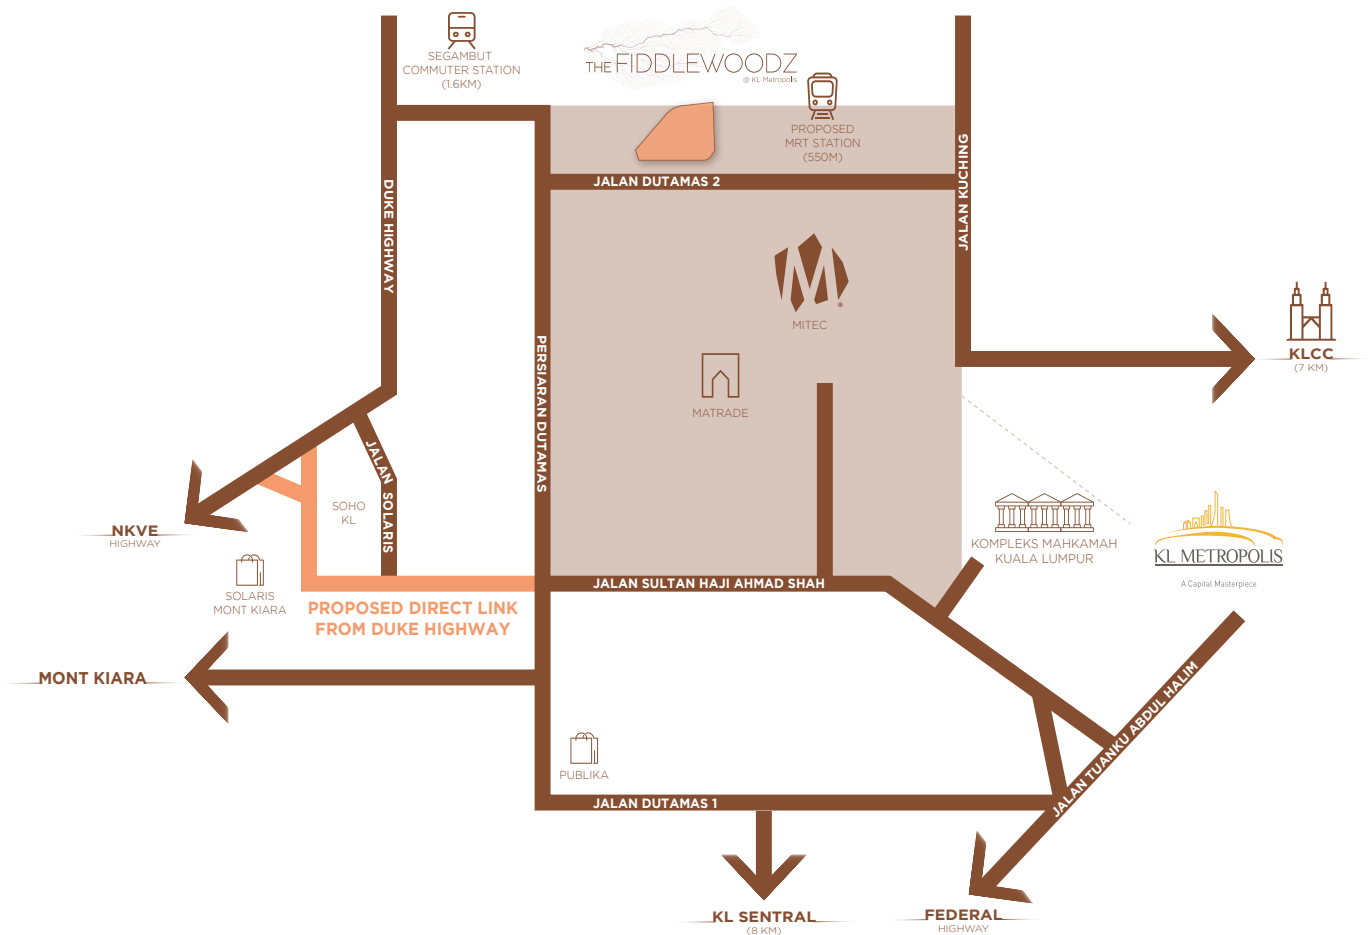 SEGAMBUT
COMMUTER STATION
(1.6KM)
THE FIDDLEWOODZ
@ KL Metropolis
PROPOSED
MRT STATION
(550M)
JALAN DUTAMAS 2
JALAN KUCHING
DUKE HIGHWAY
MITEC
®
PERSIARAN DUTAMAS
KLCC
(7 KM)
MATRADE
JALAN SOLARIS
SOHO
KL
NKVE
HIGHWAY
KOMPLEKS MAHKAMAH
KUALA LUMPUR
KL METROPOLIS
A Capital Masterpiece
SOLARIS
MONT KIARA
JALAN SULTAN HAJI AHMAD SHAH
PROPOSED DIRECT LINK
FROM DUKE HIGHWAY
MONT KIARA
JALAN TUANKU ABDUL HALIM
PUBLIKA
JALAN DUTAMAS 1
KL SENTRAL
(8 KM)
FEDERAL
HIGHWAY